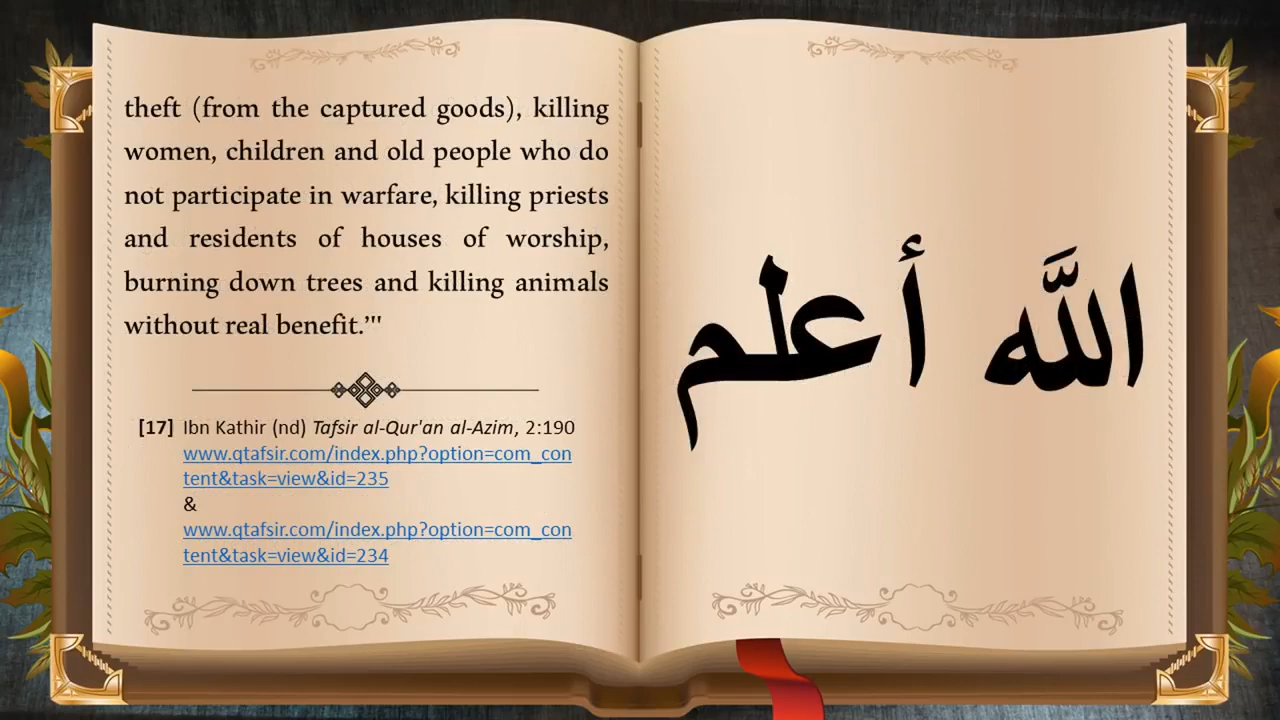 theft (from the captured goods), killing
women, children and old people who do
not participate in warfare, killing priests
and residents of houses of worship,
burning down trees and killing animals
without real benefit.’"
[17] Ibn Kathir (nd) Tafsir al-Qur'an al-Azim, 2:190
www.qtafsir.com/index.php?option=com_con
tent&task=view&id=235
&
www.qtafsir.com/index.php?option=com_con
tent&task=view&id=234
اللَّه أعلم